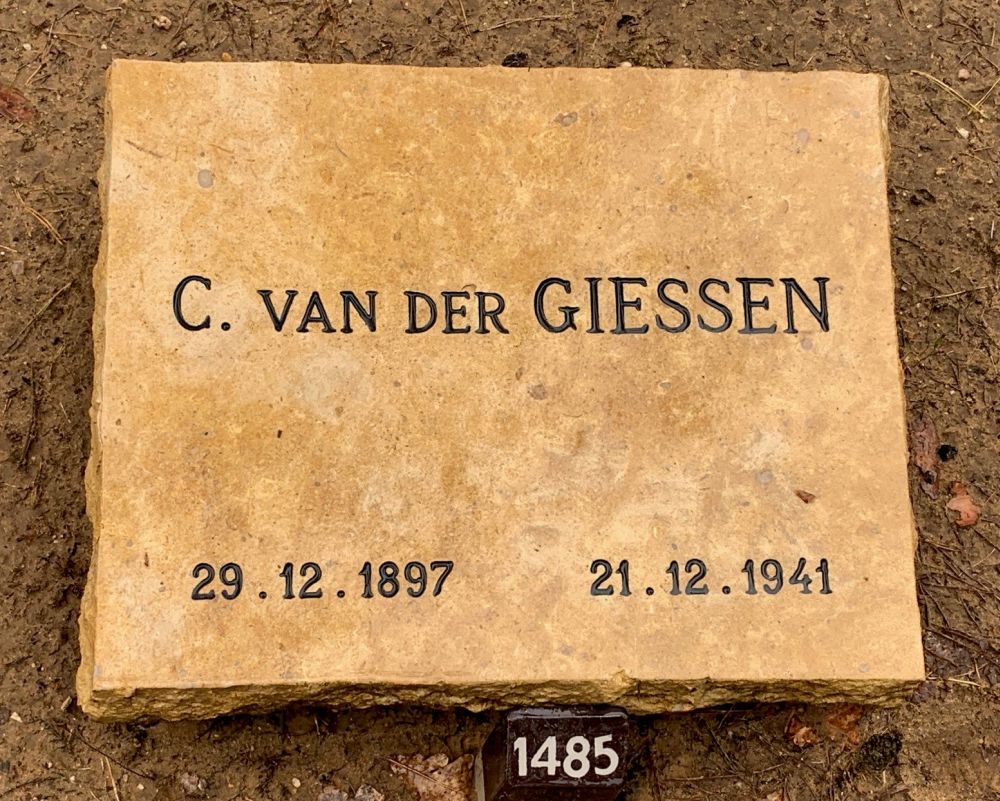 C. VAN DER GIESSEN
29.12.1897 21.12.1941
1485